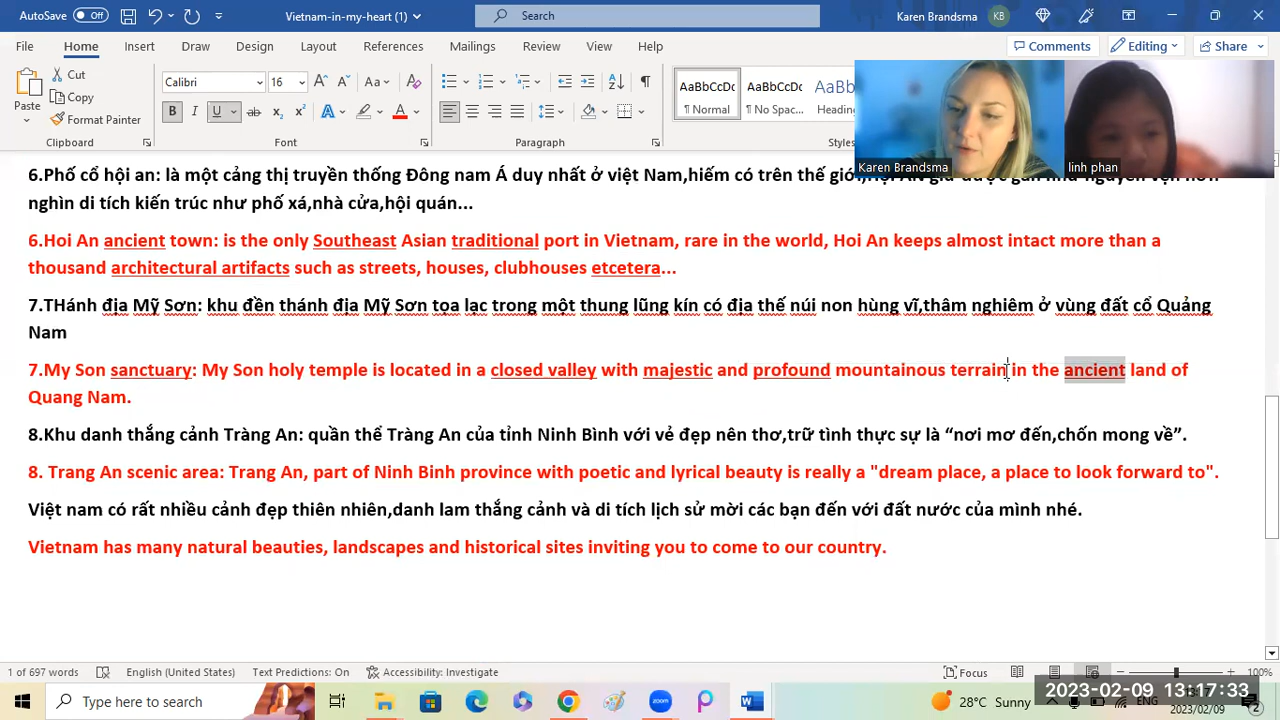 Vietnam-in-my-heart (1)
Search
Karen Brandsma
KB
File Home Insert Draw Design Layout References Mailings Review View Help
Comments Editing Share
Paste
Cut
Copy
Format Painter
Calibri 16
AaBbCcDc AaBbCcDc
¶ Normal ¶ No Spac... Heading
Clipboard Font Paragraph Styles
Karen Brandsma linh phan
6.Phố cổ hội an: là một cảng thị truyền thống Đông nam Á duy nhất ở việt Nam,hiếm có trên thế giới,
nghìn di tích kiến trúc như phố xá,nhà cửa,hội quán...
6.Hoi An ancient town: is the only Southeast Asian traditional port in Vietnam, rare in the world, Hoi An keeps almost intact more than a
thousand architectural artifacts such as streets, houses, clubhouses etcetera...
7.THánh địa Mỹ Sơn: khu đền thánh địa Mỹ Sơn tọa lạc trong một thung lũng kín có địa thế núi non hùng vĩ,thâm nghiêm ở vùng đất cổ Quảng
Nam
7.My Son sanctuary: My Son holy temple is located in a closed valley with majestic and profound mountainous terrain in the ancient land of
Quang Nam.
8.Khu danh thắng cảnh Tràng An: quần thể Tràng An của tỉnh Ninh Bình với vẻ đẹp nên thơ,trữ tình thực sự là “nơi mơ đến,chốn mong về”.
8. Trang An scenic area: Trang An, part of Ninh Binh province with poetic and lyrical beauty is really a "dream place, a place to look forward to".
Việt nam có rất nhiều cảnh đẹp thiên nhiên,danh lam thắng cảnh và di tích lịch sử mời các bạn đến với đất nước của mình nhé.
Vietnam has many natural beauties, landscapes and historical sites inviting you to come to our country.
1 of 697 words English (United States) Text Predictions: On Accessibility: Investigate Focus 100%
Type here to search
28°C Sunny
ENG
2023-02-09 13:17:33
2023/02/09
2